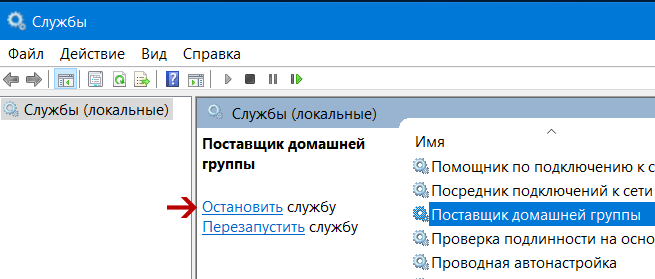 Службы
Файл Действие Вид Справка
Службы (локальные)
Службы (локальные)
Поставщик домашней
группы
Остановить службу
Перезапустить службу
Имя
Помощник по подключению к с
Посредник подключений к сети
Поставщик домашней группы
Проверка подлинности на осно
Проводная автонастройка